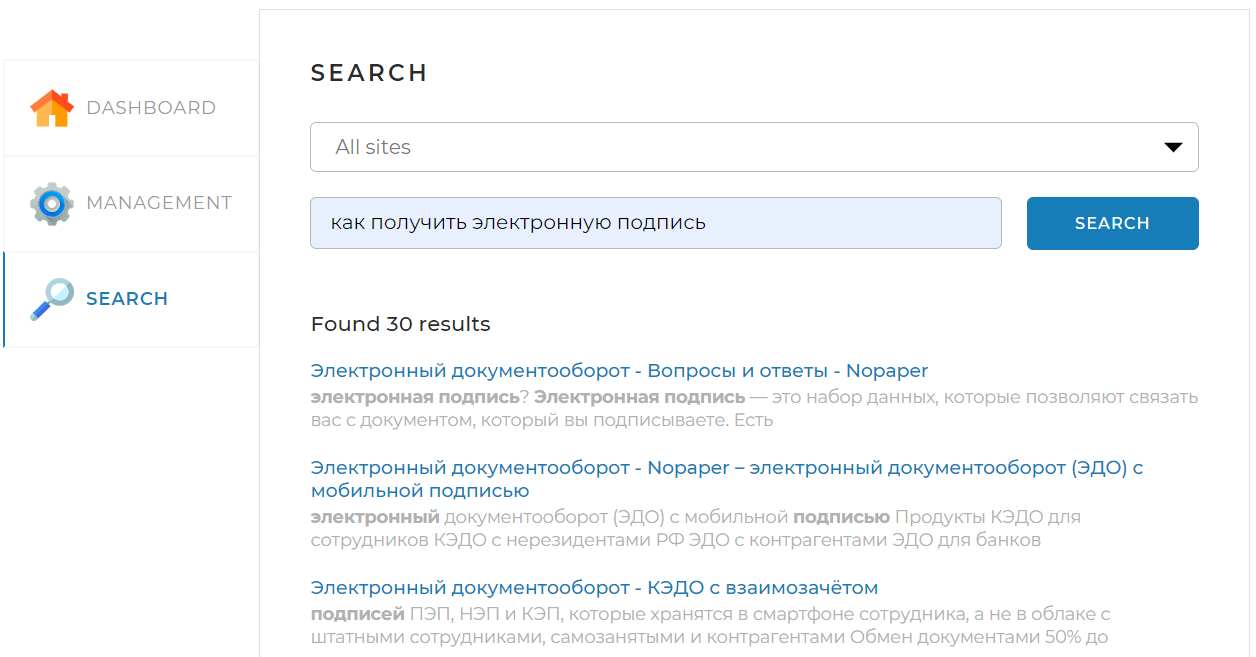 SEARCH
DASHBOARD
All sites
MANAGEMENT
как получить электронную подпись
SEARCH
SEARCH
Found 30 results
Электронный документооборот - Вопросы и ответы - Nopaper
электронная подпись? Электронная подпись — это набор данных, которые позволяют связать
вас с документом, который вы подписываете. Есть
Электронный документооборот - Nopaper – электронный документооборот (ЭДО) с
мобильной подписью
электронный документооборот (ЭДО) с мобильной подписью Продукты КЭДО для
сотрудников КЭДО с нерезидентами РФ ЭДО с контрагентами ЭДО для банков
Электронный документооборот - КЭДО с взаимозачётом
подписей ПЭП, НЭП и КЭП, которые хранятся в смартфоне сотрудника, а не в облаке с
штатными сотрудниками, самозанятыми и контрагентами Обмен документами 50% до